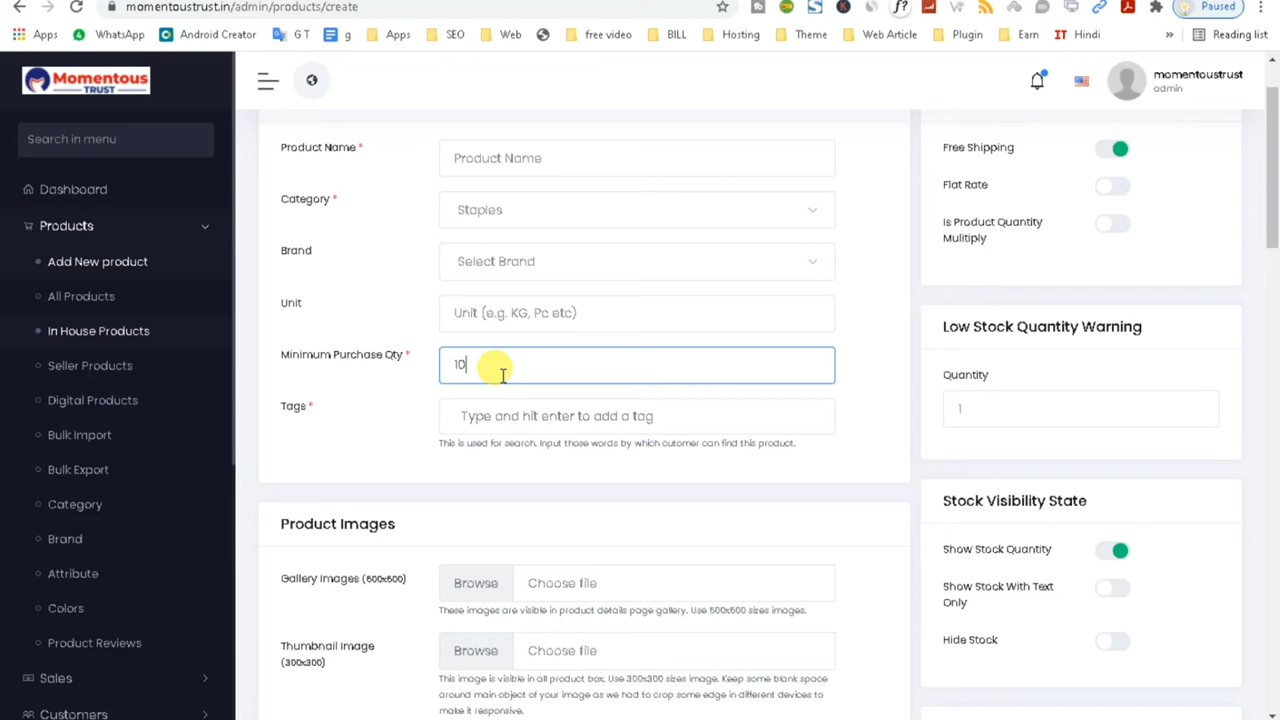 momentoustrust.in/admin/products/create
Paused
Apps
WhatsApp
Android Creator
G T
g
Apps
SEO
Web
free video
BILL
Hosting
Theme
Web Article
Plugin
Earn
IT
Hindi
»
Reading list
Momentous
TRUST
momentoustrust
admin
Search in menu
Dashboard
Products
Add New product
All Products
In House Products
Seller Products
Digital Products
Bulk Import
Bulk Export
Category
Brand
Attribute
Colors
Product Reviews
Sales
Customers
Product Name *
Product Name
Category *
Staples
Brand
Select Brand
Unit
Unit (e.g. KG, Pc etc)
Minimum Purchase Qty *
10
Tags *
Type and hit enter to add a tag
This is used for search. Input those words by which cutomer can find this product.
Product Images
Gallery Images (600x600)
Browse
Choose file
These images are visible in product details page gallery. Use 600x600 sizes images.
Thumbnail Image
(300x300)
Browse
Choose file
This image is visible in all product box. Use 300x300 sizes image. Keep some blank space
around main object of your image as we had to crop some edge in different devices to
make it responsive.
Free Shipping
Flat Rate
Is Product Quantity
Mulitiply
Low Stock Quantity Warning
Quantity
1
Stock Visibility State
Show Stock Quantity
Show Stock With Text
Only
Hide Stock